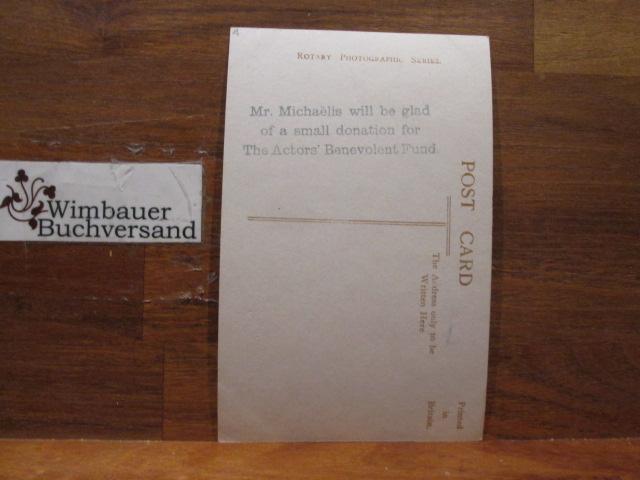 ROTARY PHOTOGRAPHIC SERIES.
Mr. Michaëlis will be glad
of a small donation for
The Actors' Benevolent Fund.
POST CARD
The Address only to be
Written Here
Printed
in
Britain.
Wimbauer
Buchversand